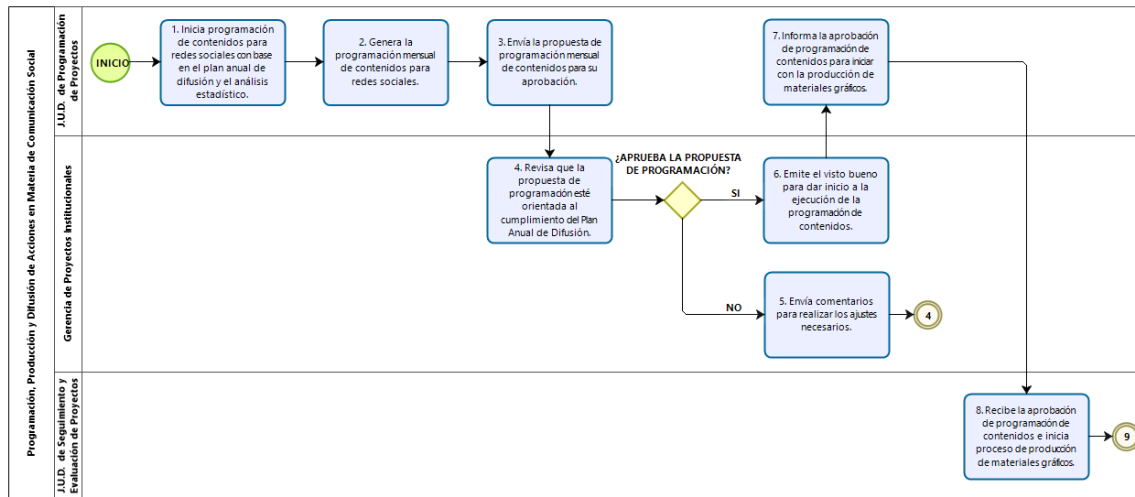 Programación, Producción y Difusión de Acciones en Materia de Comunicación Social
J.U.D. de Programación
de Proyectos
INICIO
1. Inicia programación
de contenidos para
redes sociales con base
en el plan anual de
difusión y el análisis
estadístico.
2. Genera la
programación mensual
de contenidos para
redes sociales.
3. Envía la propuesta de
programación mensual
de contenidos para su
aprobación.
7. Informa la aprobación
de programación de
contenidos para iniciar
con la producción de
materiales gráficos.
Gerencia de Proyectos Institucionales
4. Revisa que la
propuesta de
programación esté
orientada al
cumplimiento del Plan
Anual de Difusión.
¿APRUEBA LA PROPUESTA
DE PROGRAMACIÓN?
SI
6. Emite el visto bueno
para dar inicio a la
ejecución de la
programación de
contenidos.
NO
5. Envía comentarios
para realizar los ajustes
necesarios.
4
J.U.D. de Seguimiento y
Evaluación de Proyectos
8. Recibe la aprobación
de programación de
contenidos e inicia
proceso de producción
de materiales gráficos.
9